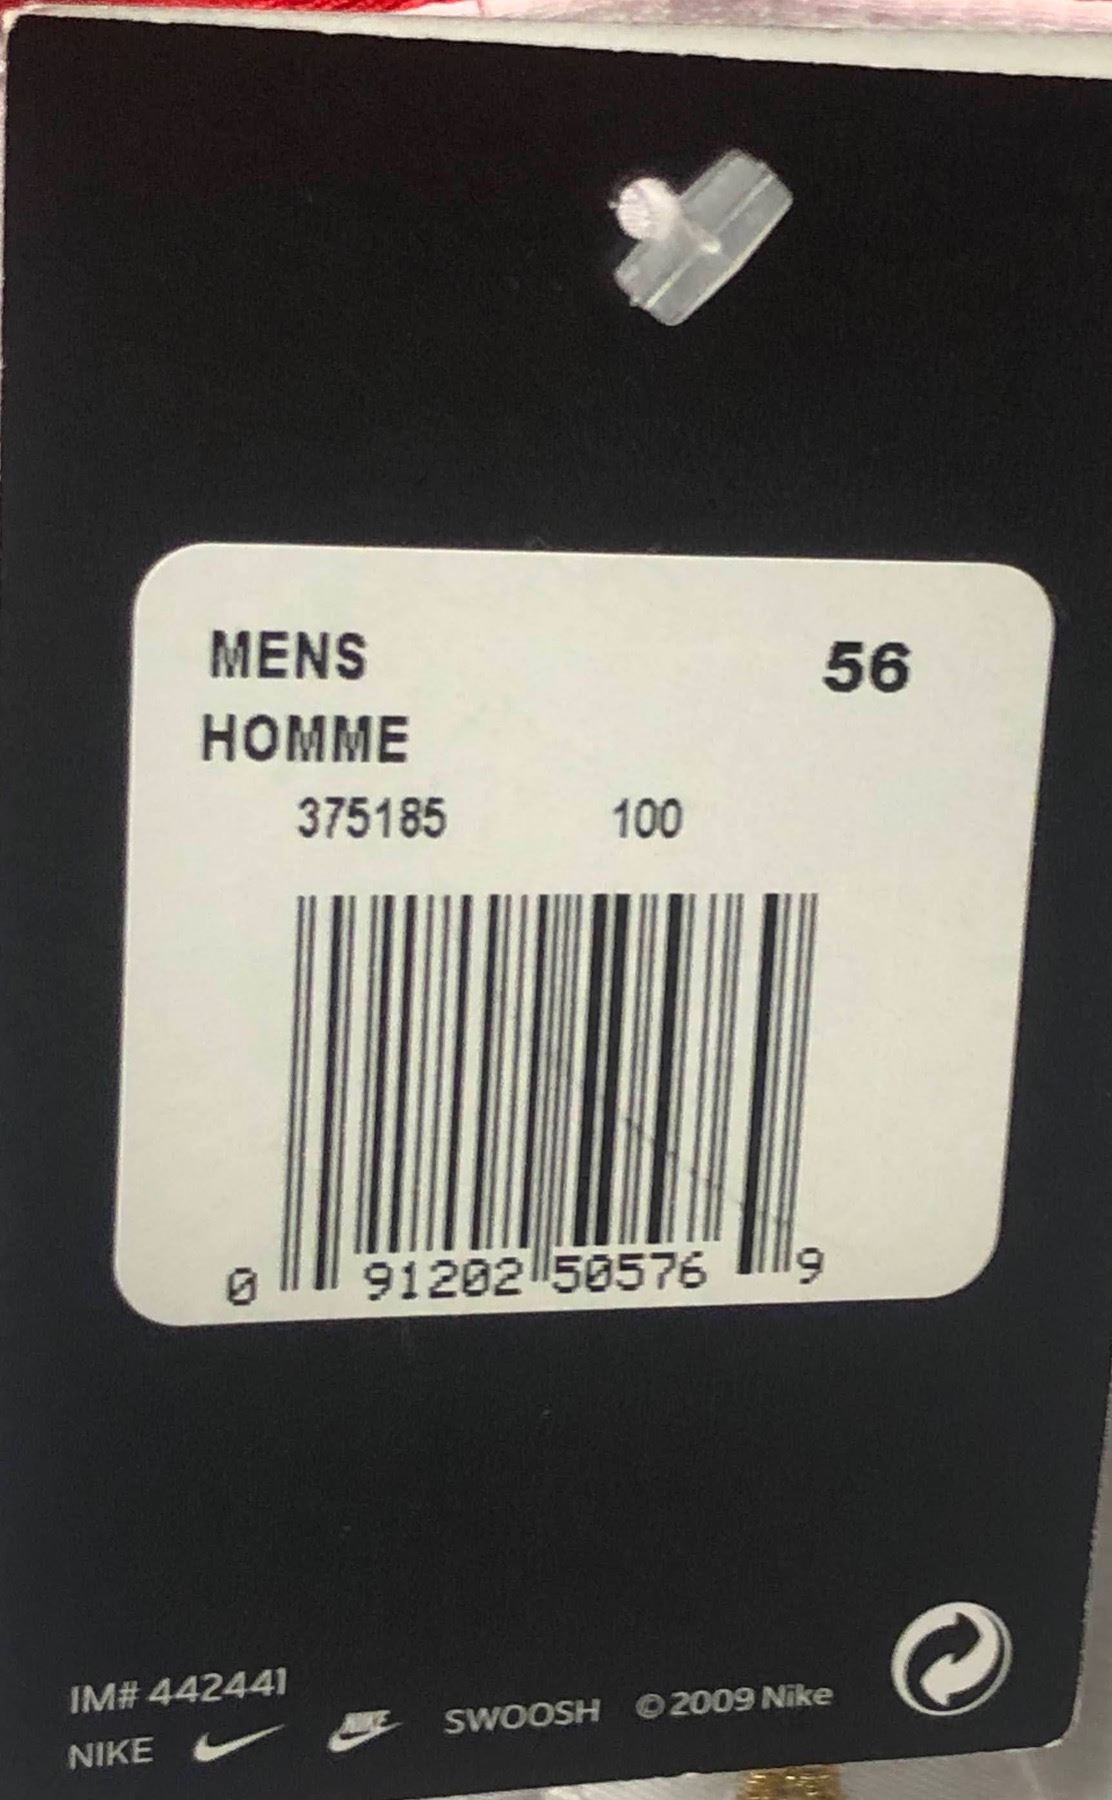 MENS 56
HOMME
375185 100
0 91202 50576 9
IM# 442441
NIKE NIKE SWOOSH © 2009 Nike